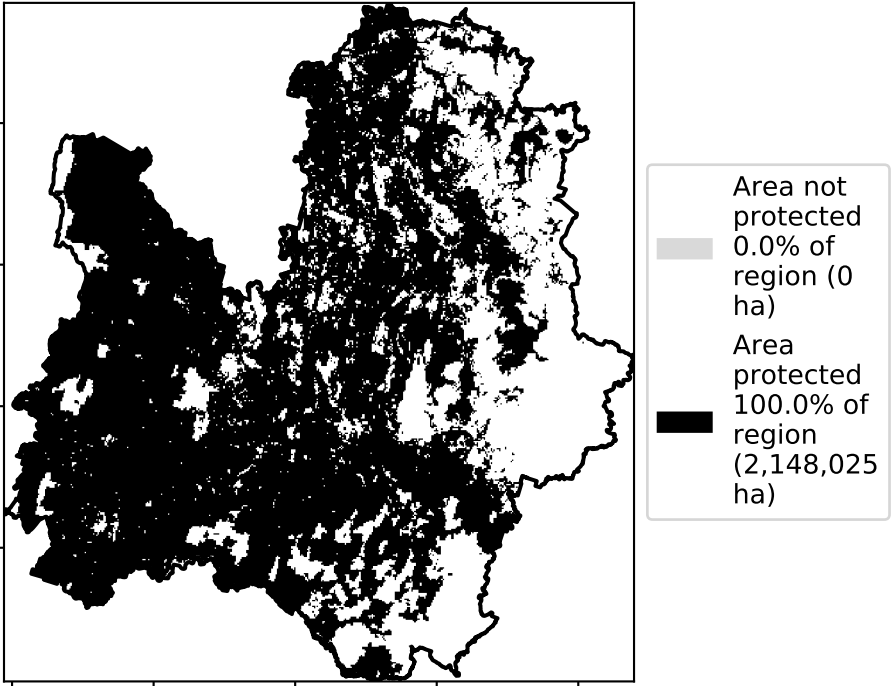 Area not
protected
0.0% of
region (0
ha)
Area
protected
100.0% of
region
(2,148,025
ha)